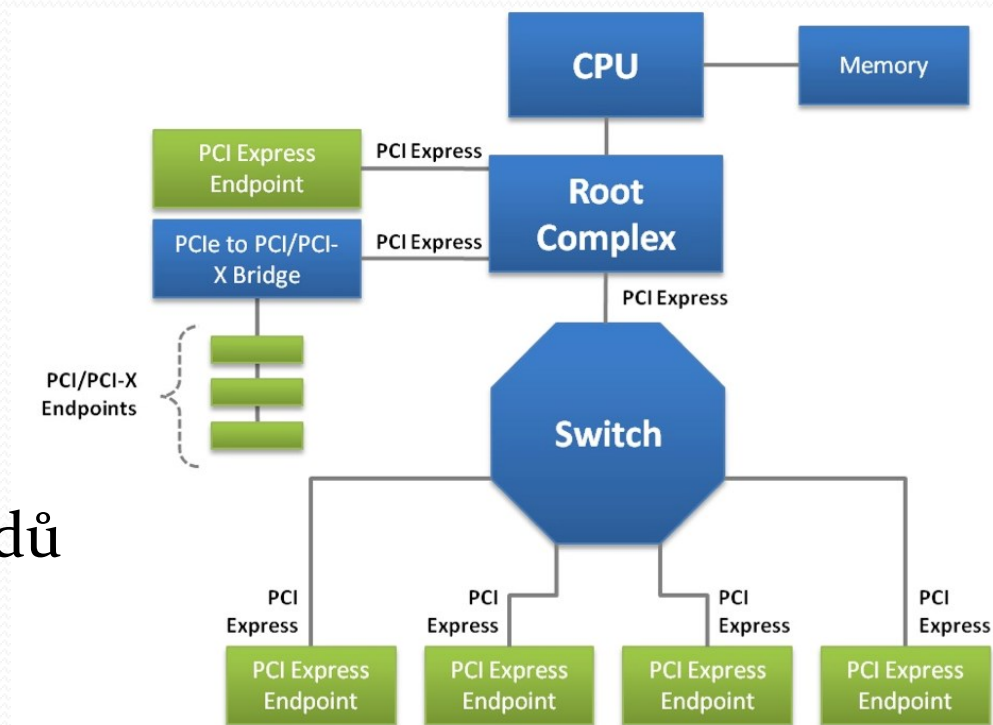 CPU
Memory
PCI Express
Endpoint
PCI Express
Root
Complex
PCIe to PCI/PCI-
X Bridge
PCI Express
PCI Express
PCI/PCI-X
Endpoints
Switch
dů
PCI
Express
PCI
Express
PCI
Express
PCI
Express
PCI Express
Endpoint
PCI Express
Endpoint
PCI Express
Endpoint
PCI Express
Endpoint